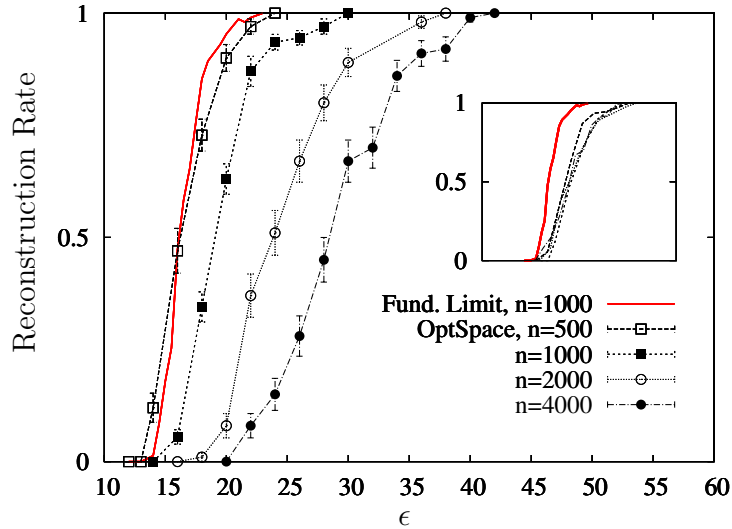 Reconstruction Rate
1
0.5
0
10 15 20 25 30 35 40 45 50 55 60
ϵ
1
0.5
0
Fund. Limit, n=1000
OptSpace, n=500
n=1000
n=2000
n=4000